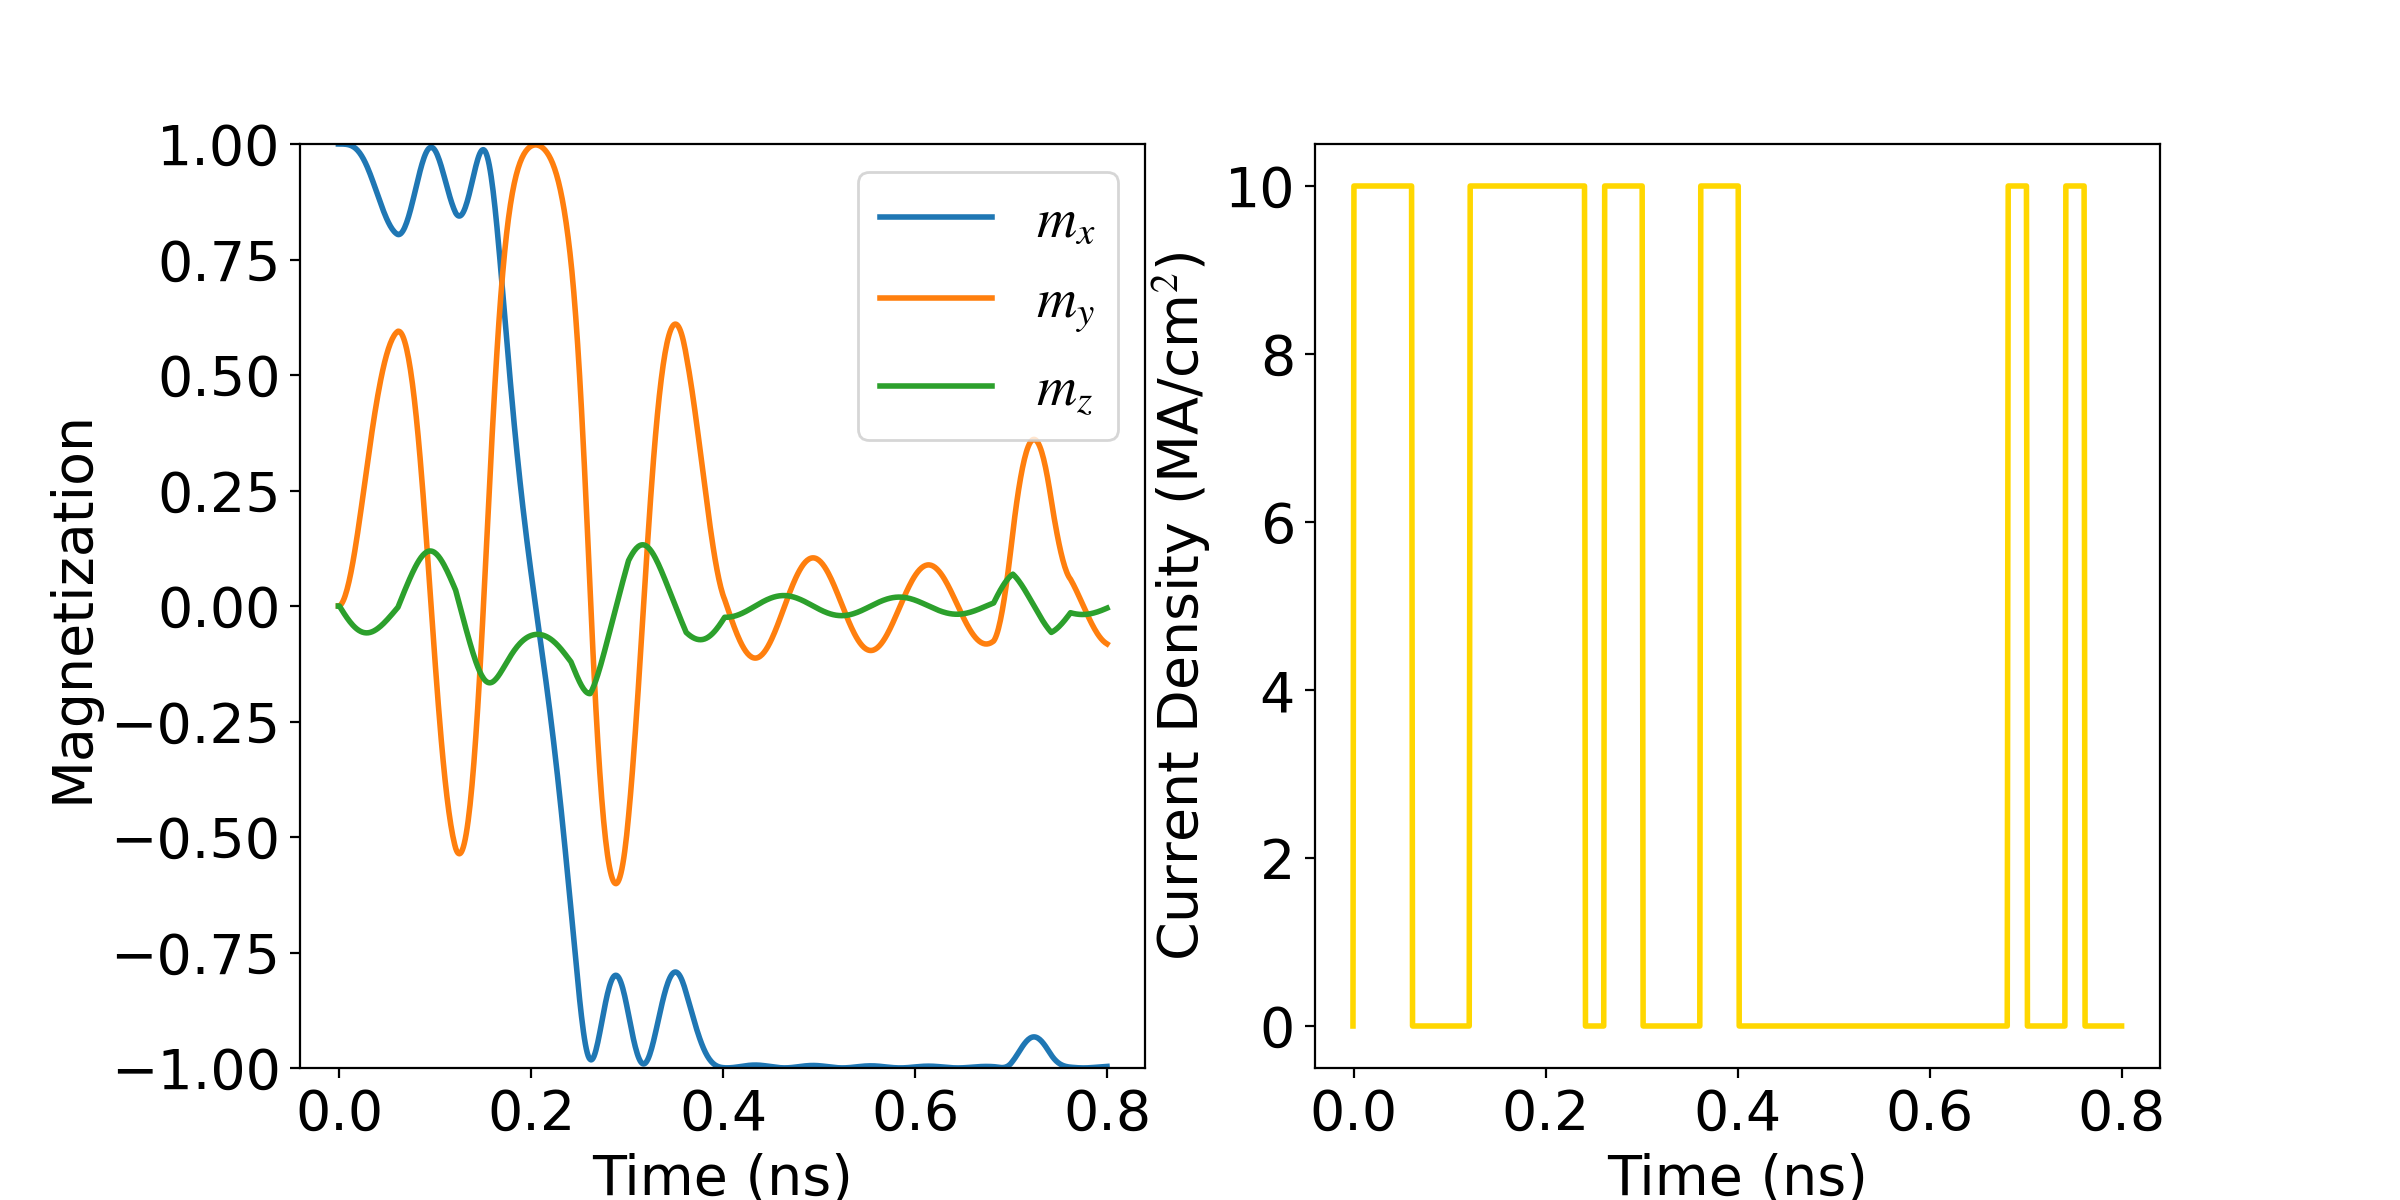 1.00
0.75
0.50
0.25
0.00
−0.25
−0.50
−0.75
−1.00
Magnetization
0.0 0.2 0.4 0.6 0.8
Time (ns)
m_x
m_y
m_z
10
8
6
4
2
0
Current Density (MA/cm²)
0.0 0.2 0.4 0.6 0.8
Time (ns)